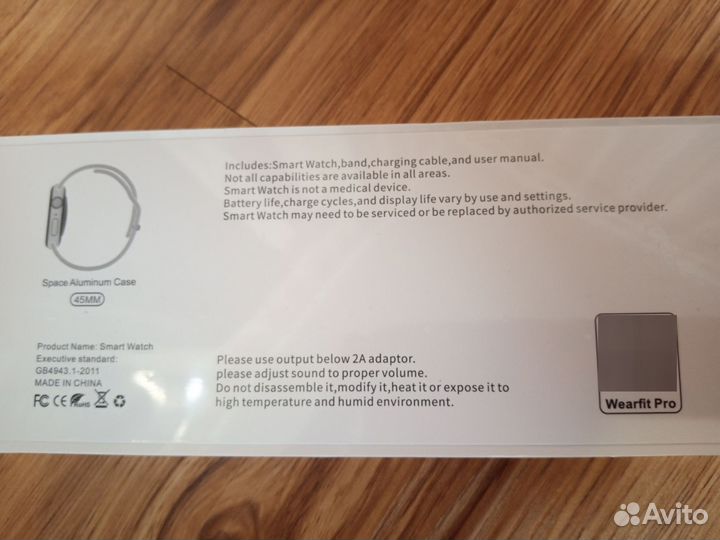 Includes:Smart Watch,band,charging cable,and user manual.
Not all capabilities are available in all areas.
Smart Watch is not a medical device.
Battery life,charge cycles,and display life vary by use and settings.
Smart Watch may need to be serviced or be replaced by authorized service provider.
Space Aluminum Case
45MM
Product Name: Smart Watch
Executive standard:
GB4943.1-2011
MADE IN CHINA
FC CE RoHS
Please use output below 2A adaptor.
please adjust sound to proper volume.
Do not disassemble it,modify it,heat it or expose it to
high temperature and humid environment.
Wearfit Pro
Avito